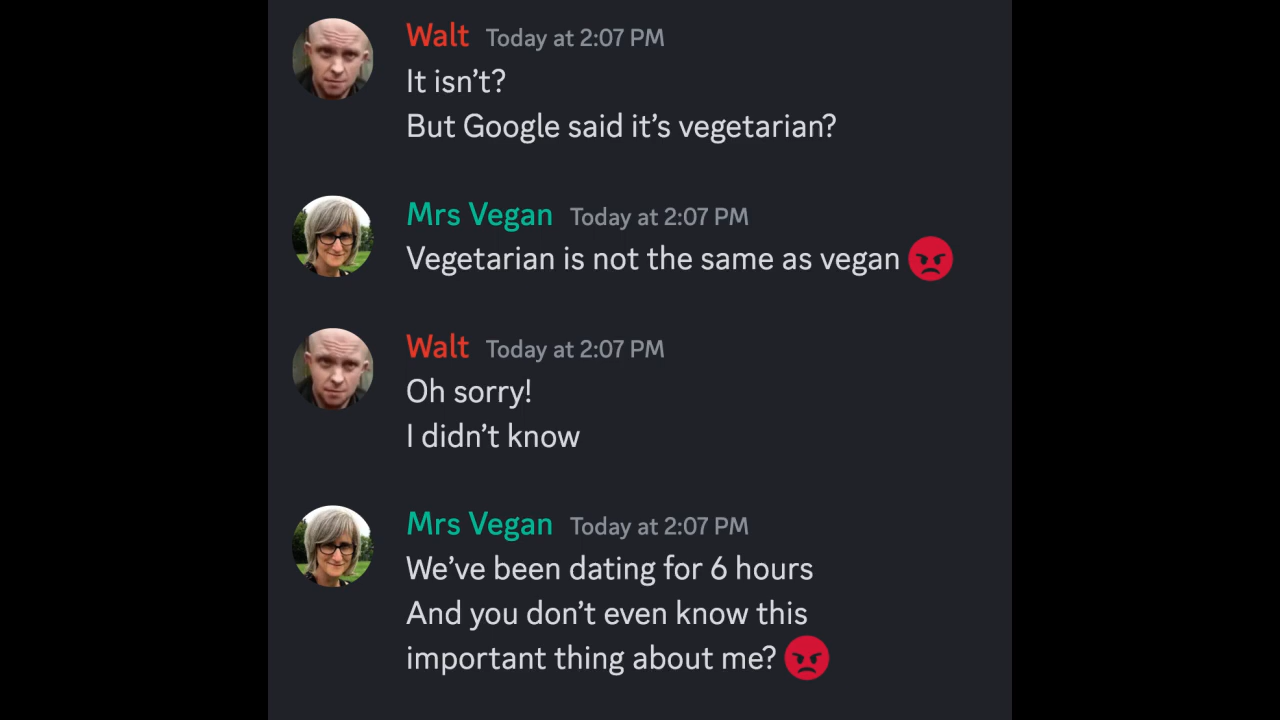 Walt Today at 2:07 PM
It isn’t?
But Google said it’s vegetarian?
Mrs Vegan Today at 2:07 PM
Vegetarian is not the same as vegan 😡
Walt Today at 2:07 PM
Oh sorry!
I didn’t know
Mrs Vegan Today at 2:07 PM
We’ve been dating for 6 hours
And you don’t even know this
important thing about me? 😡